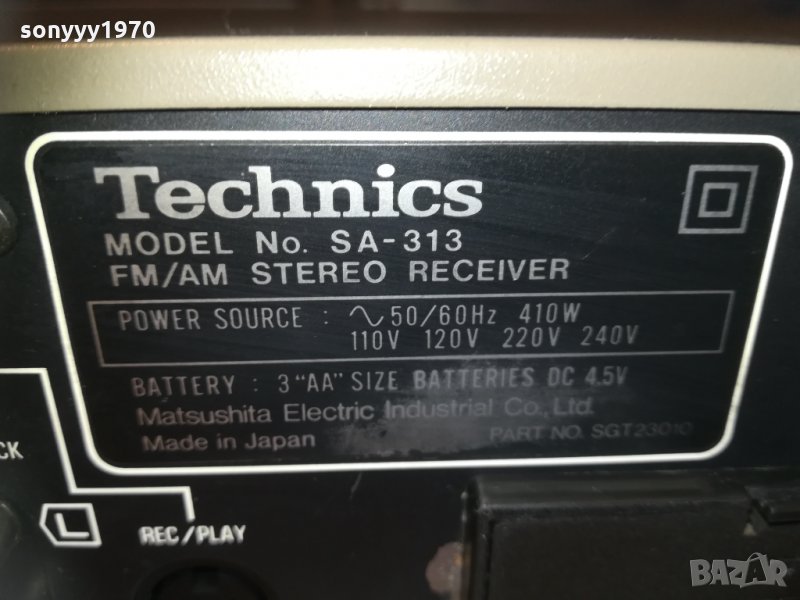 sonyyy1970
Technics
MODEL No. SA-313
FM/AM STEREO RECEIVER
POWER SOURCE : ∿50/60Hz 410W
110V 120V 220V 240V
BATTERY : 3 "AA" SIZE BATTERIES DC 4.5V
Matsushita Electric Industrial Co., Ltd.
Made in Japan PART NO. SGT23010
CK
L
REC/PLAY
BAZAR